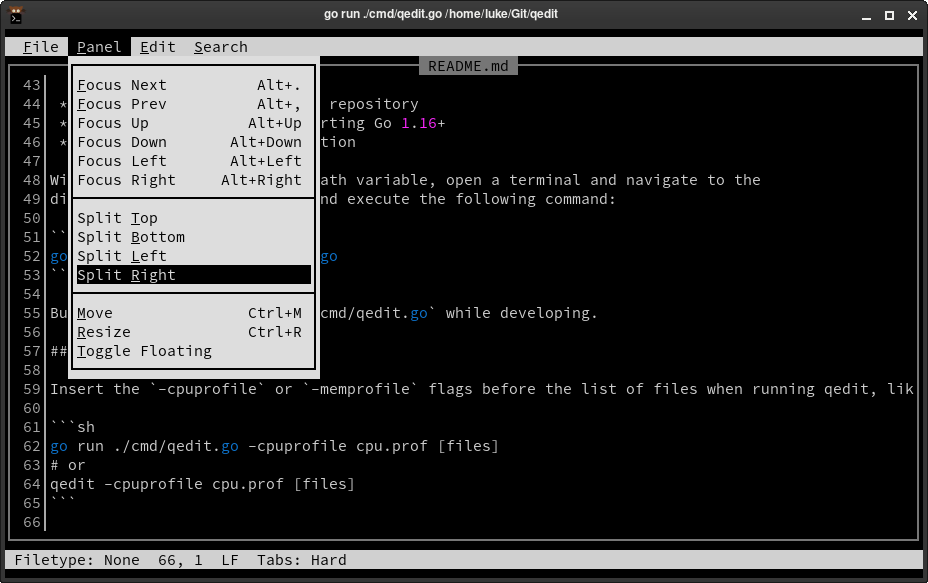 go run ./cmd/qedit.go /home/luke/Git/qedit
File Panel Edit Search
README.md
Focus Next Alt+.
Focus Prev Alt+,
Focus Up Alt+Up
Focus Down Alt+Down
Focus Left Alt+Left
Focus Right Alt+Right
Split Top
Split Bottom
Split Left
Split Right
Move Ctrl+M
Resize Ctrl+R
Toggle Floating
43
44 * repository
45 * rting Go 1.16+
46 * tion
47
48 Wi ath variable, open a terminal and navigate to the
49 di nd execute the following command:
50
51 ``
52 go go
53 ``
54
55 Bu cmd/qedit.go` while developing.
56
57 ##
58
59 Insert the `-cpuprofile` or `-memprofile` flags before the list of files when running qedit, lik
60
61 ```sh
62 go run ./cmd/qedit.go -cpuprofile cpu.prof [files]
63 # or
64 qedit -cpuprofile cpu.prof [files]
65 ```
66
Filetype: None 66, 1 LF Tabs: Hard